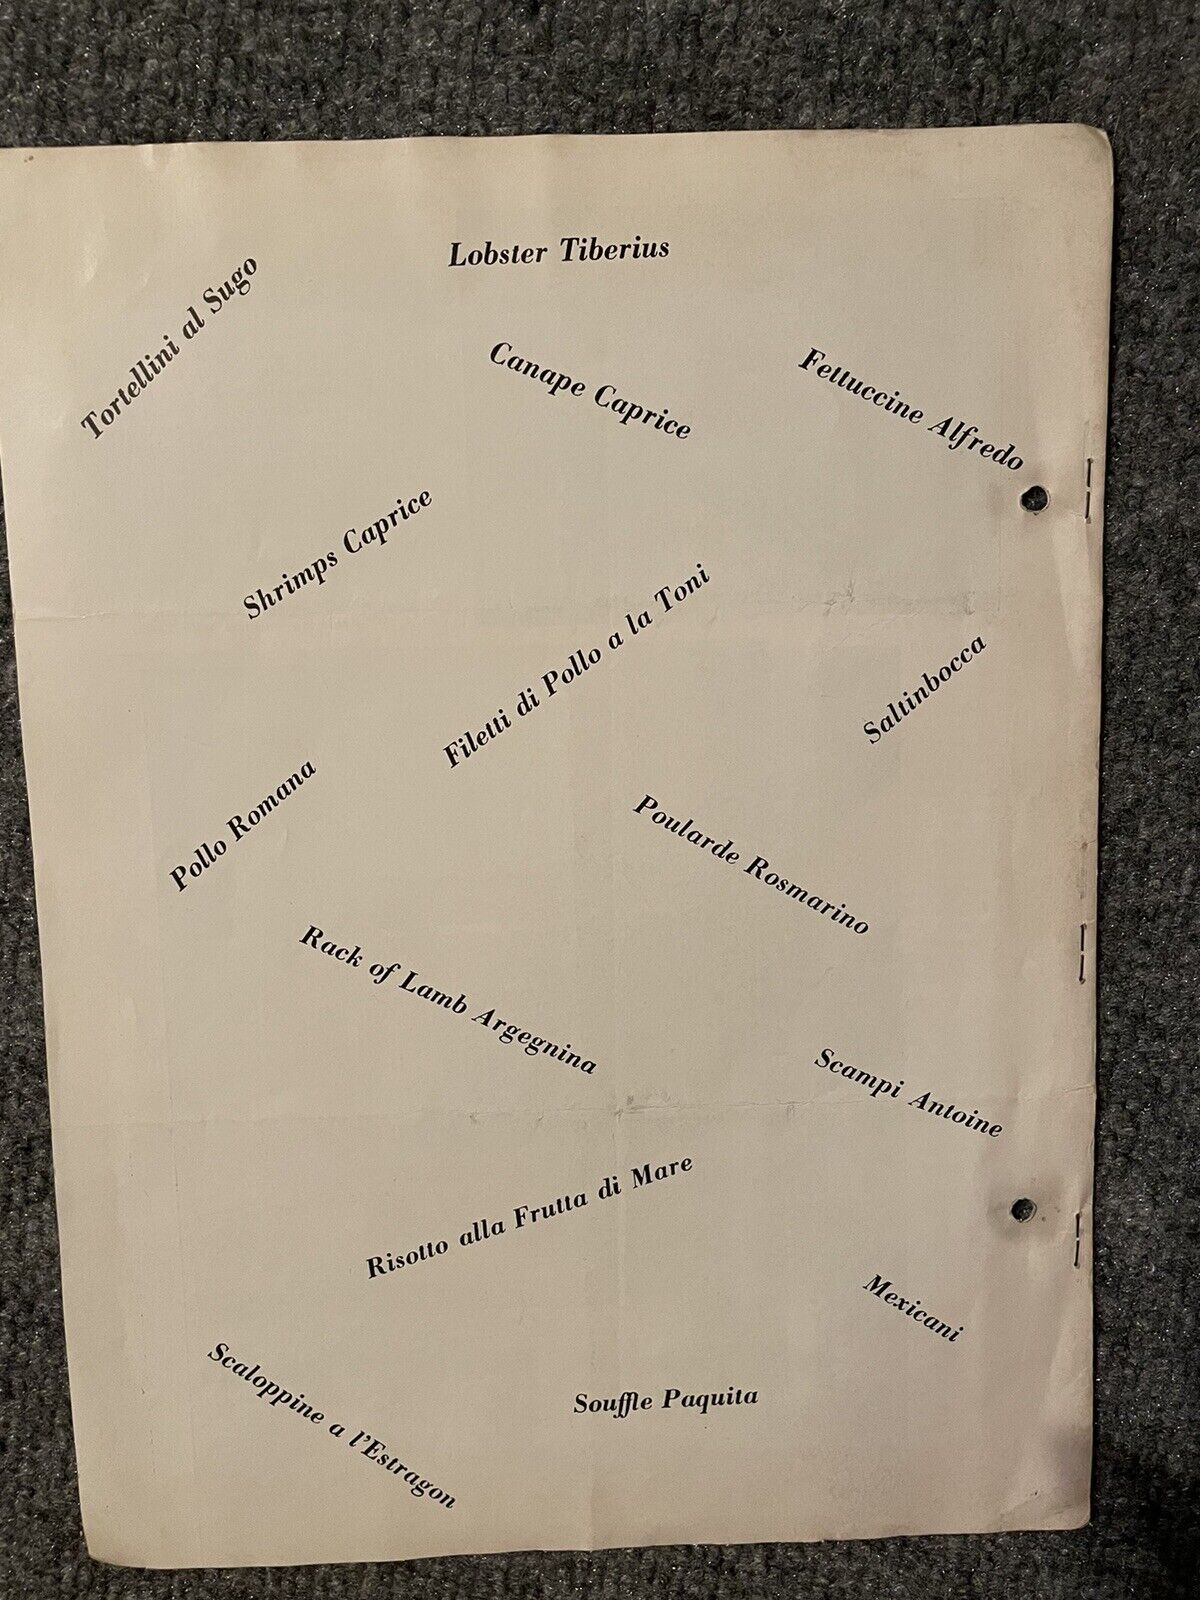 Lobster Tiberius
Tortellini al Sugo
Canape Caprice
Fettuccine Alfredo
Shrimps Caprice
Filetti di Pollo a la Toni
Saltinbocca
Pollo Romana
Poularde Rosmarino
Rack of Lamb Argegnina
Scampi Antoine
Risotto alla Frutta di Mare
Mexicani
Scaloppine a l'Estragon
Souffle Paquita